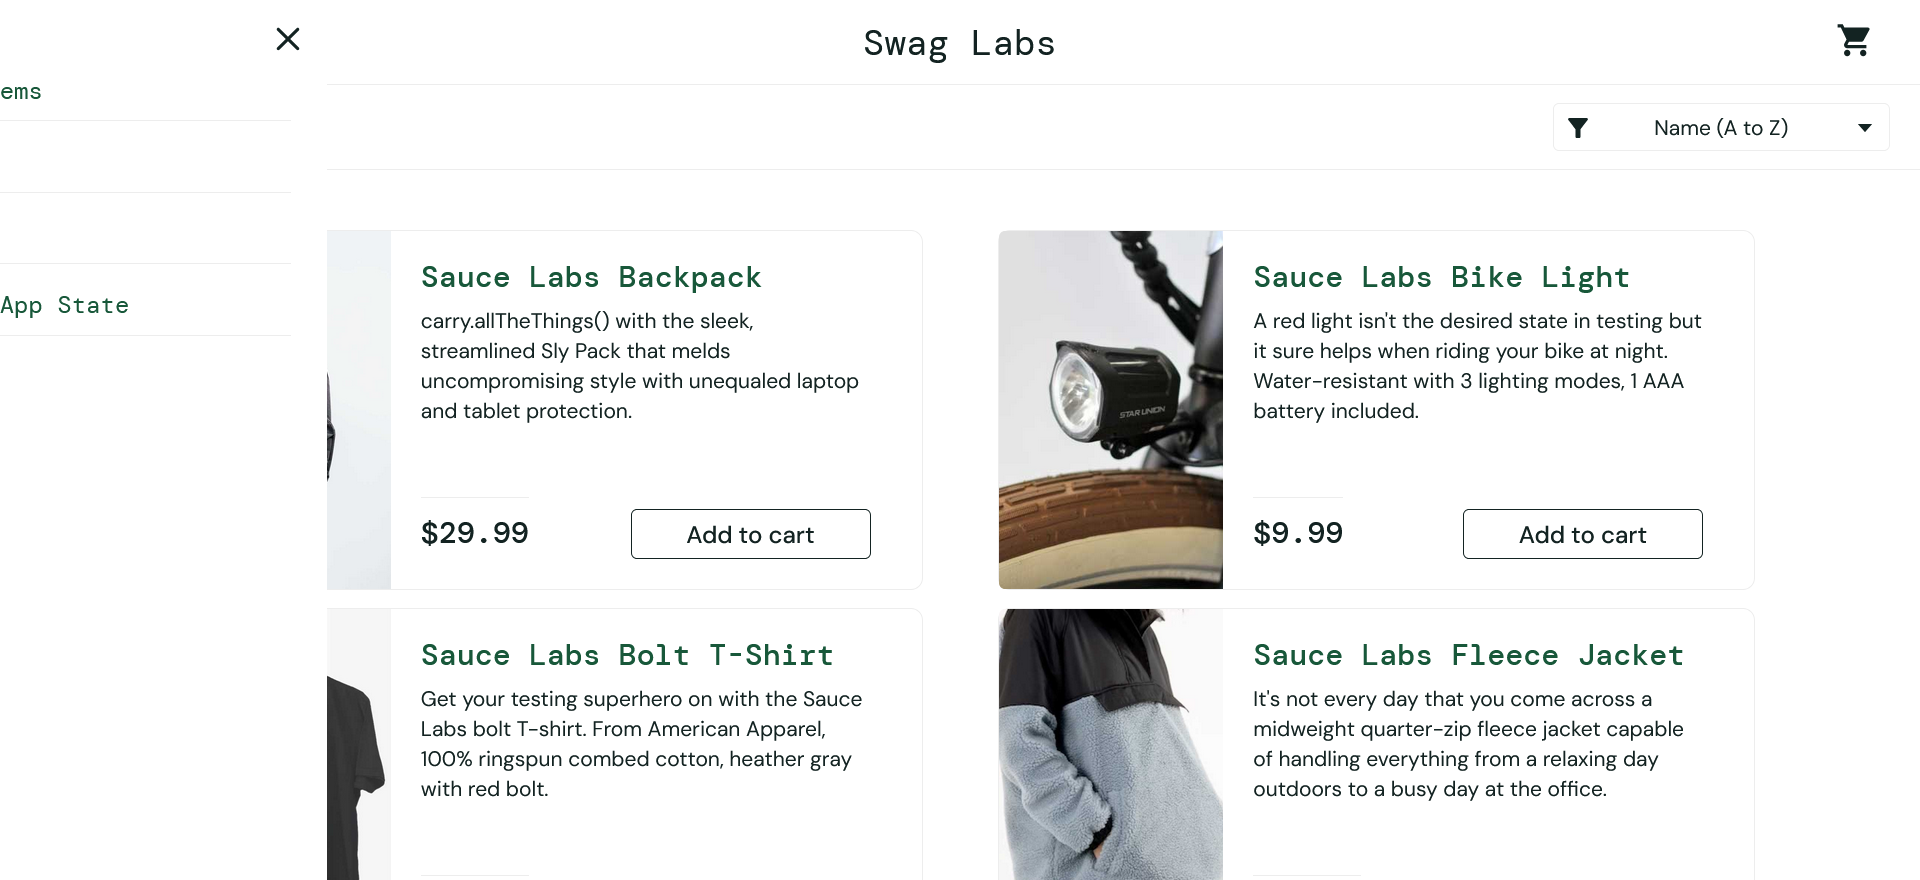 Swag Labs
ems
App State
Name (A to Z)
Sauce Labs Backpack
carry.allTheThings() with the sleek,
streamlined Sly Pack that melds
uncompromising style with unequaled laptop
and tablet protection.
$29.99
Add to cart
STAR UNION
Sauce Labs Bike Light
A red light isn't the desired state in testing but
it sure helps when riding your bike at night.
Water-resistant with 3 lighting modes, 1 AAA
battery included.
$9.99
Add to cart
Sauce Labs Bolt T-Shirt
Get your testing superhero on with the Sauce
Labs bolt T-shirt. From American Apparel,
100% ringspun combed cotton, heather gray
with red bolt.
Sauce Labs Fleece Jacket
It's not every day that you come across a
midweight quarter-zip fleece jacket capable
of handling everything from a relaxing day
outdoors to a busy day at the office.